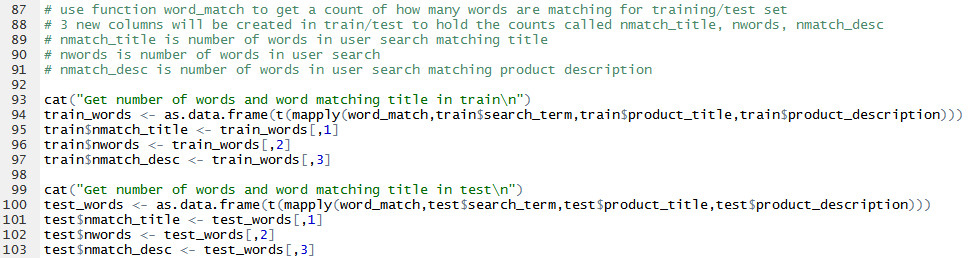 87 # use function word_match to get a count of how many words are matching for training/test set
88 # 3 new columns will be created in train/test to hold the counts called nmatch_title, nwords, nmatch_desc
89 # nmatch_title is number of words in user search matching title
90 # nwords is number of words in user search
91 # nmatch_desc is number of words in user search matching product description
92
93 cat("Get number of words and word matching title in train\n")
94 train_words <- as.data.frame(t(mapply(word_match,train$search_term,train$product_title,train$product_description)))
95 train$nmatch_title <- train_words[,1]
96 train$nwords <- train_words[,2]
97 train$nmatch_desc <- train_words[,3]
98
99 cat("Get number of words and word matching title in test\n")
100 test_words <- as.data.frame(t(mapply(word_match,test$search_term,test$product_title,test$product_description)))
101 test$nmatch_title <- test_words[,1]
102 test$nwords <- test_words[,2]
103 test$nmatch_desc <- test_words[,3]